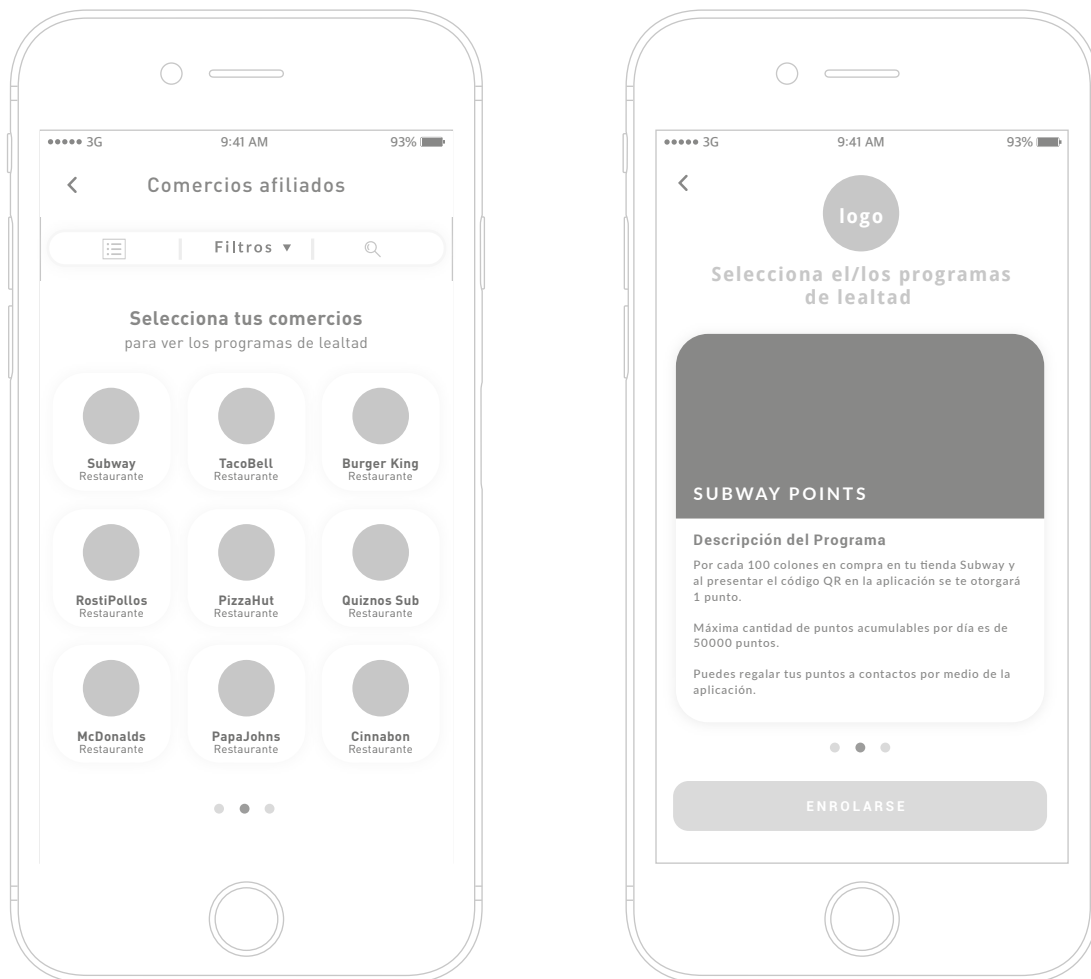 3G 9:41 AM 93%
Comercios afiliados
Filtros
Selecciona tus comercios
para ver los programas de lealtad
Subway TacoBell Burger King
Restaurante Restaurante Restaurante
RostiPollos PizzaHut Quiznos Sub
Restaurante Restaurante Restaurante
McDonalds PapaJohns Cinnabon
Restaurante Restaurante Restaurante
3G 9:41 AM 93%
logo
Selecciona el/los programas
de lealtad
SUBWAY POINTS
Descripción del Programa
Por cada 100 colones en compra en tu tienda Subway y
al presentar el código QR en la aplicación se te otorgará
1 punto.
Máxima cantidad de puntos acumulables por día es de
50000 puntos.
Puedes regalar tus puntos a contactos por medio de la
aplicación.
ENROLARSE